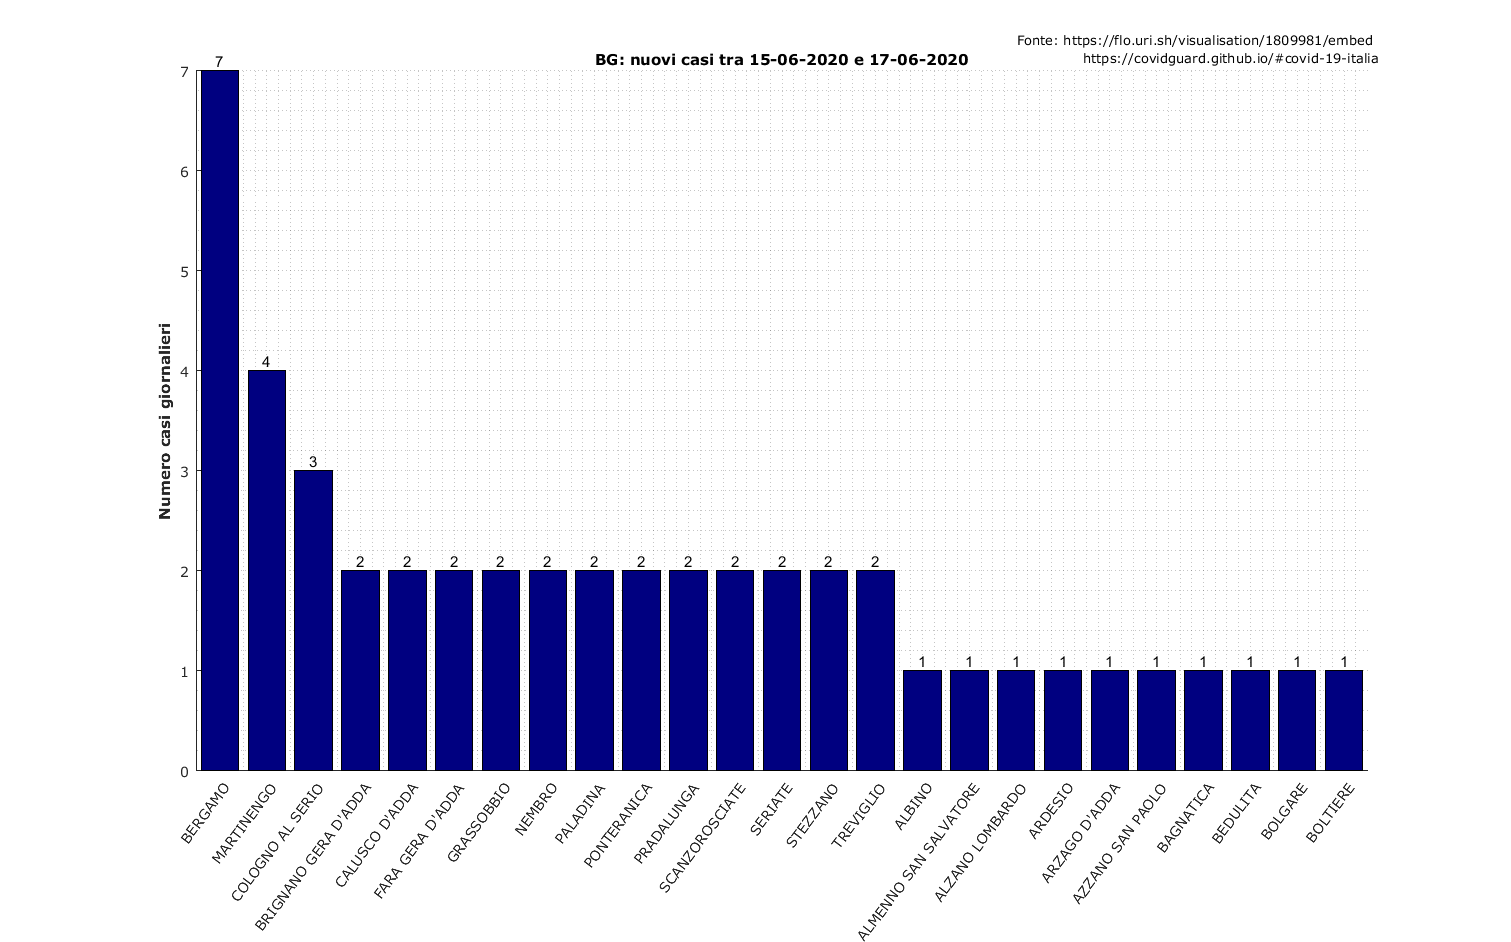 Fonte: https://flo.uri.sh/visualisation/1809981/embed
https://covidguard.github.io/#covid-19-italia
BG: nuovi casi tra 15-06-2020 e 17-06-2020
Numero casi giornalieri
7
6
5
4
3
2
1
0
7
4
3
2
2
2
2
2
2
2
2
2
2
2
2
1
1
1
1
1
1
1
1
1
1
BERGAMO
MARTINENGO
COLOGNO AL SERIO
BRIGNANO GERA D'ADDA
CALUSCO D'ADDA
FARA GERA D'ADDA
GRASSOBBIO
NEMBRO
PALADINA
PONTERANICA
PRADALUNGA
SCANZOROSCIATE
SERIATE
STEZZANO
TREVIGLIO
ALBINO
ALMENNO SAN SALVATORE
ALZANO LOMBARDO
ARDESIO
ARZAGO D'ADDA
AZZANO SAN PAOLO
BAGNATICA
BEDULITA
BOLGARE
BOLTIERE